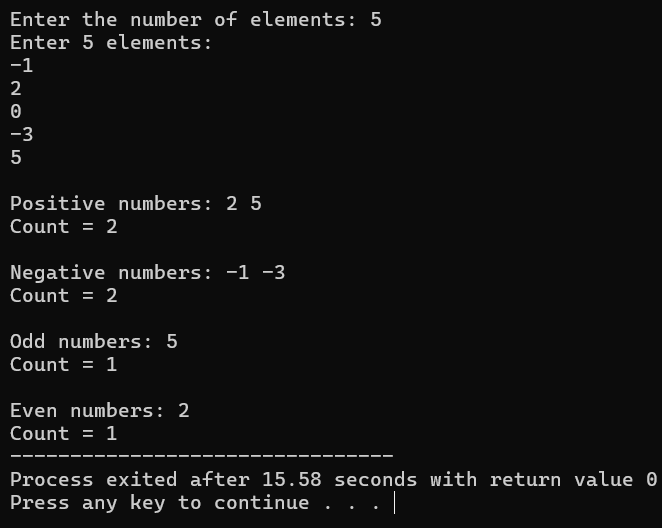 Enter the number of elements: 5
Enter 5 elements:
-1
2
0
-3
5

Positive numbers: 2 5
Count = 2

Negative numbers: -1 -3
Count = 2

Odd numbers: 5
Count = 1

Even numbers: 2
Count = 1
--------------------------------
Process exited after 15.58 seconds with return value 0
Press any key to continue . . .